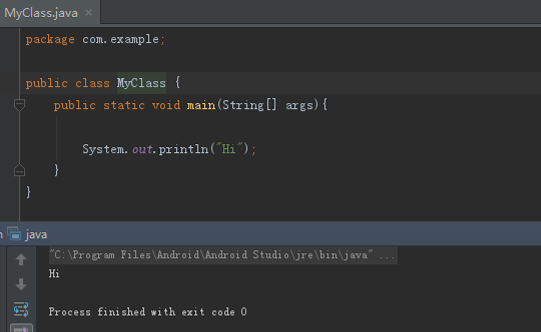 MyClass.java
package com.example;
public class MyClass {
public static void main(String[] args){
System.out.println("Hi");
}
}
java
"C:\Program Files\Android\Android Studio\jre\bin\java" ...
Hi
Process finished with exit code 0